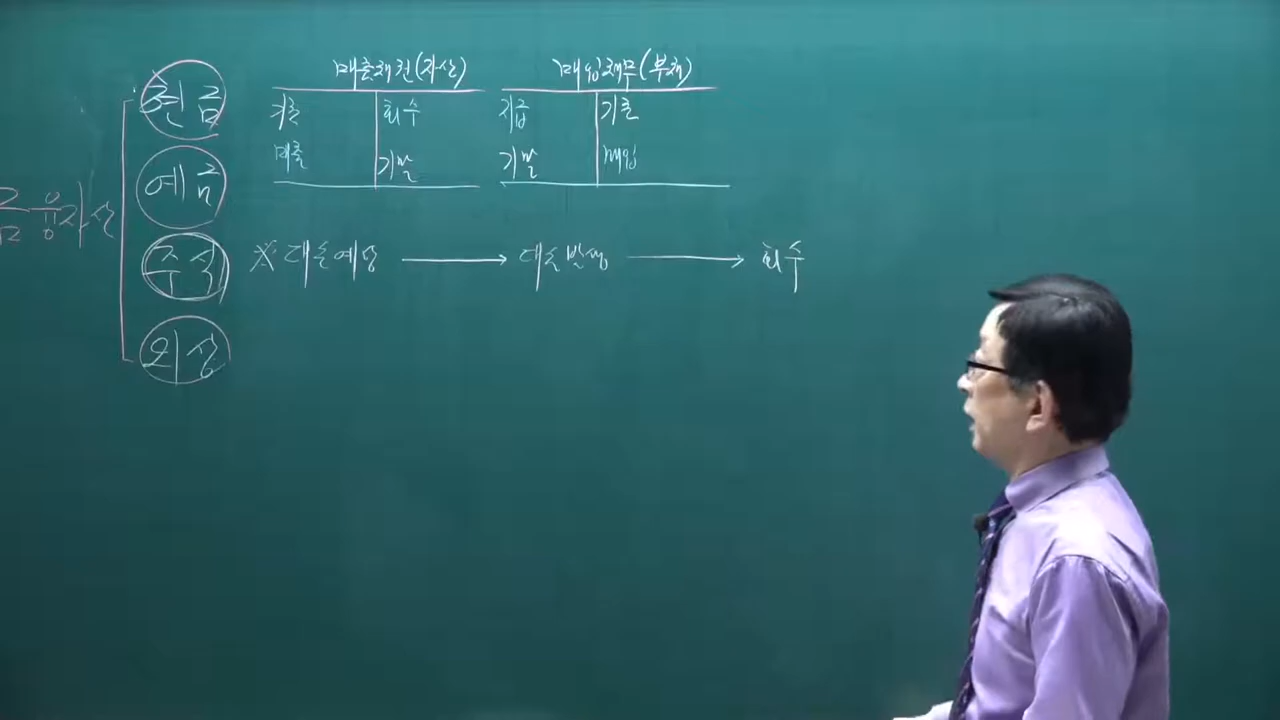 금융자산
현금
예금
주식
외상
매출채권(자산)
기초 회수
매출 기말
매입채무(부채)
지급 기초
기말 매입
※ 대손예상 → 대손발생 → 회수